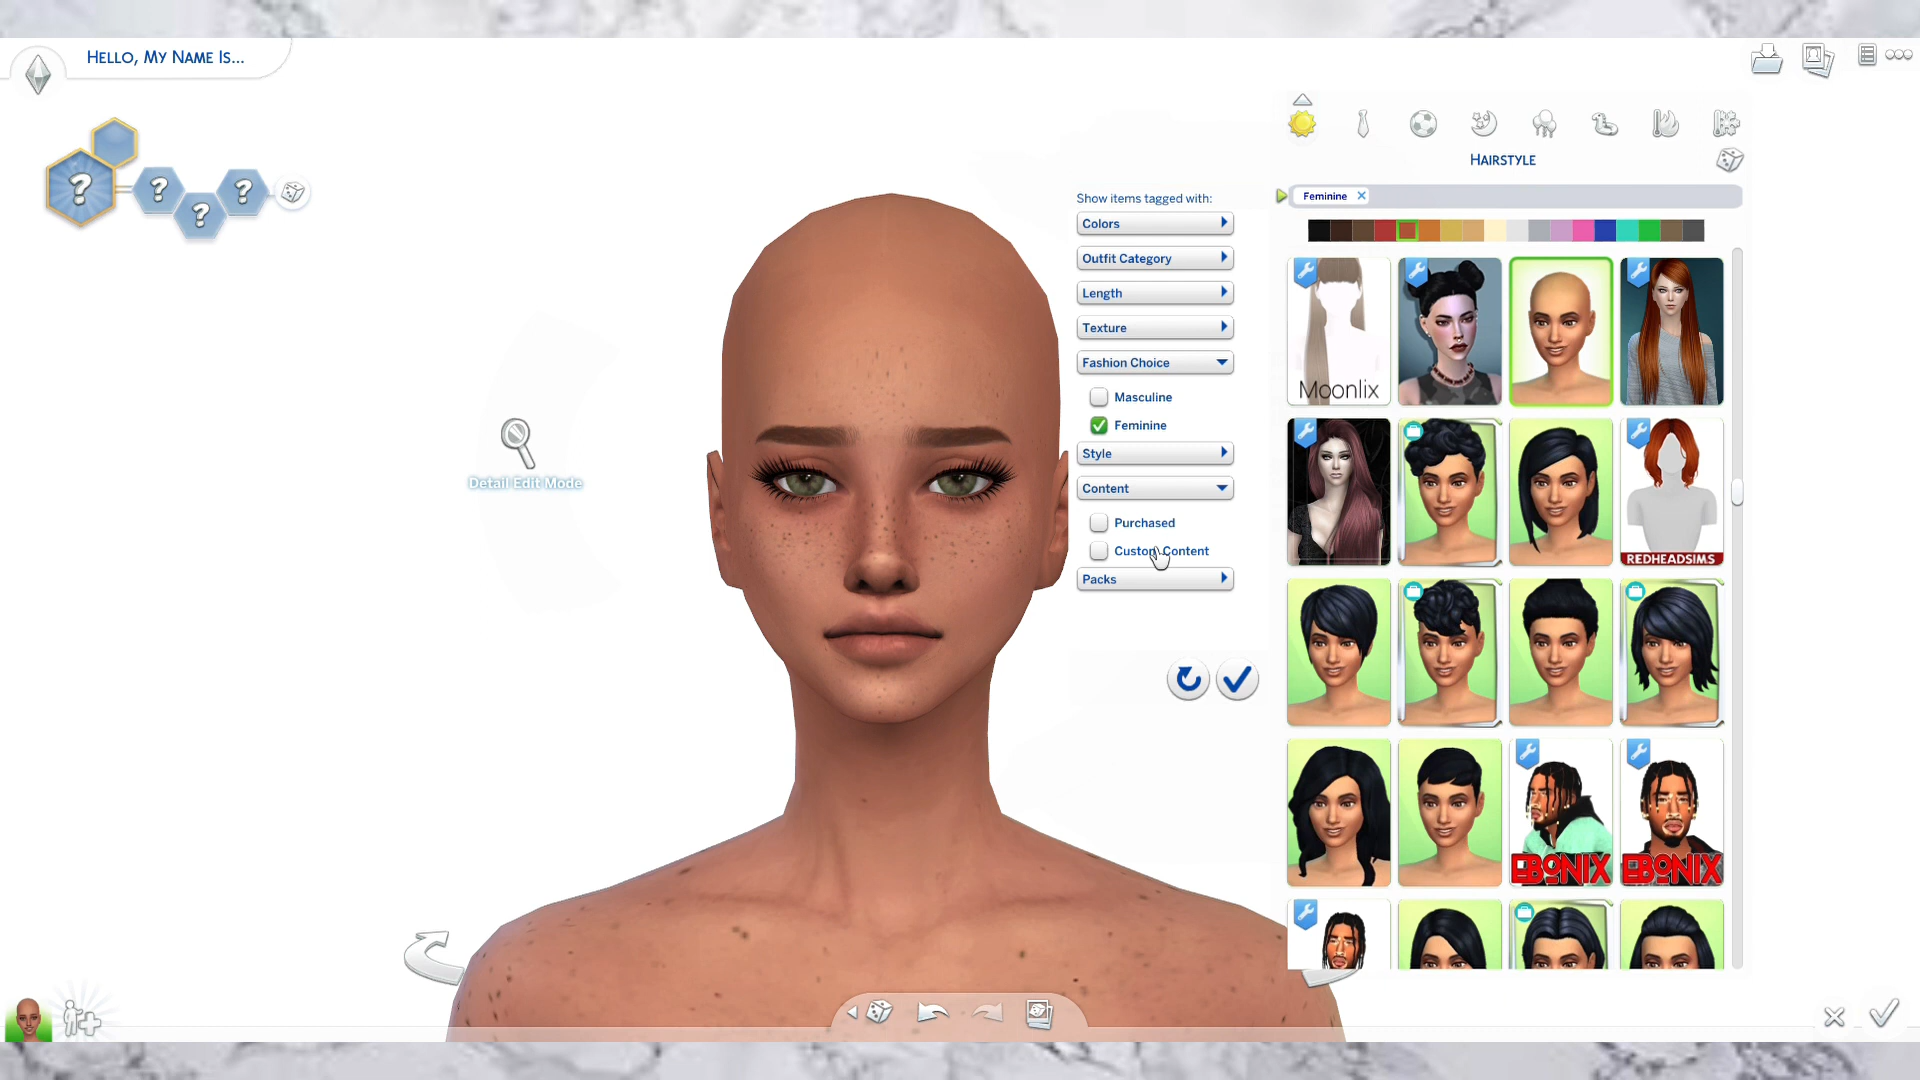 HELLO, MY NAME IS...
HAIRSTYLE
Show items tagged with:
Feminine
Colors
Outfit Category
Length
Texture
Fashion Choice
Masculine
Feminine
Style
Content
Purchased
Custom Content
Packs
Detail Edit Mode
Moonlix
REDHEADSIMS
EBONIX
EBONIX
?
?
?
?